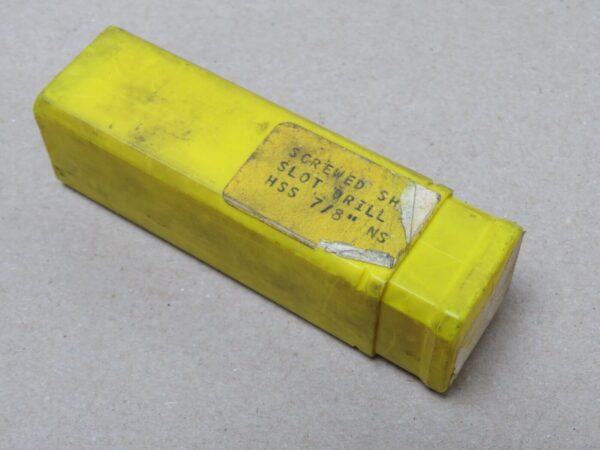 SCREWED SH
SLOT DRILL
HSS 7/8" NS